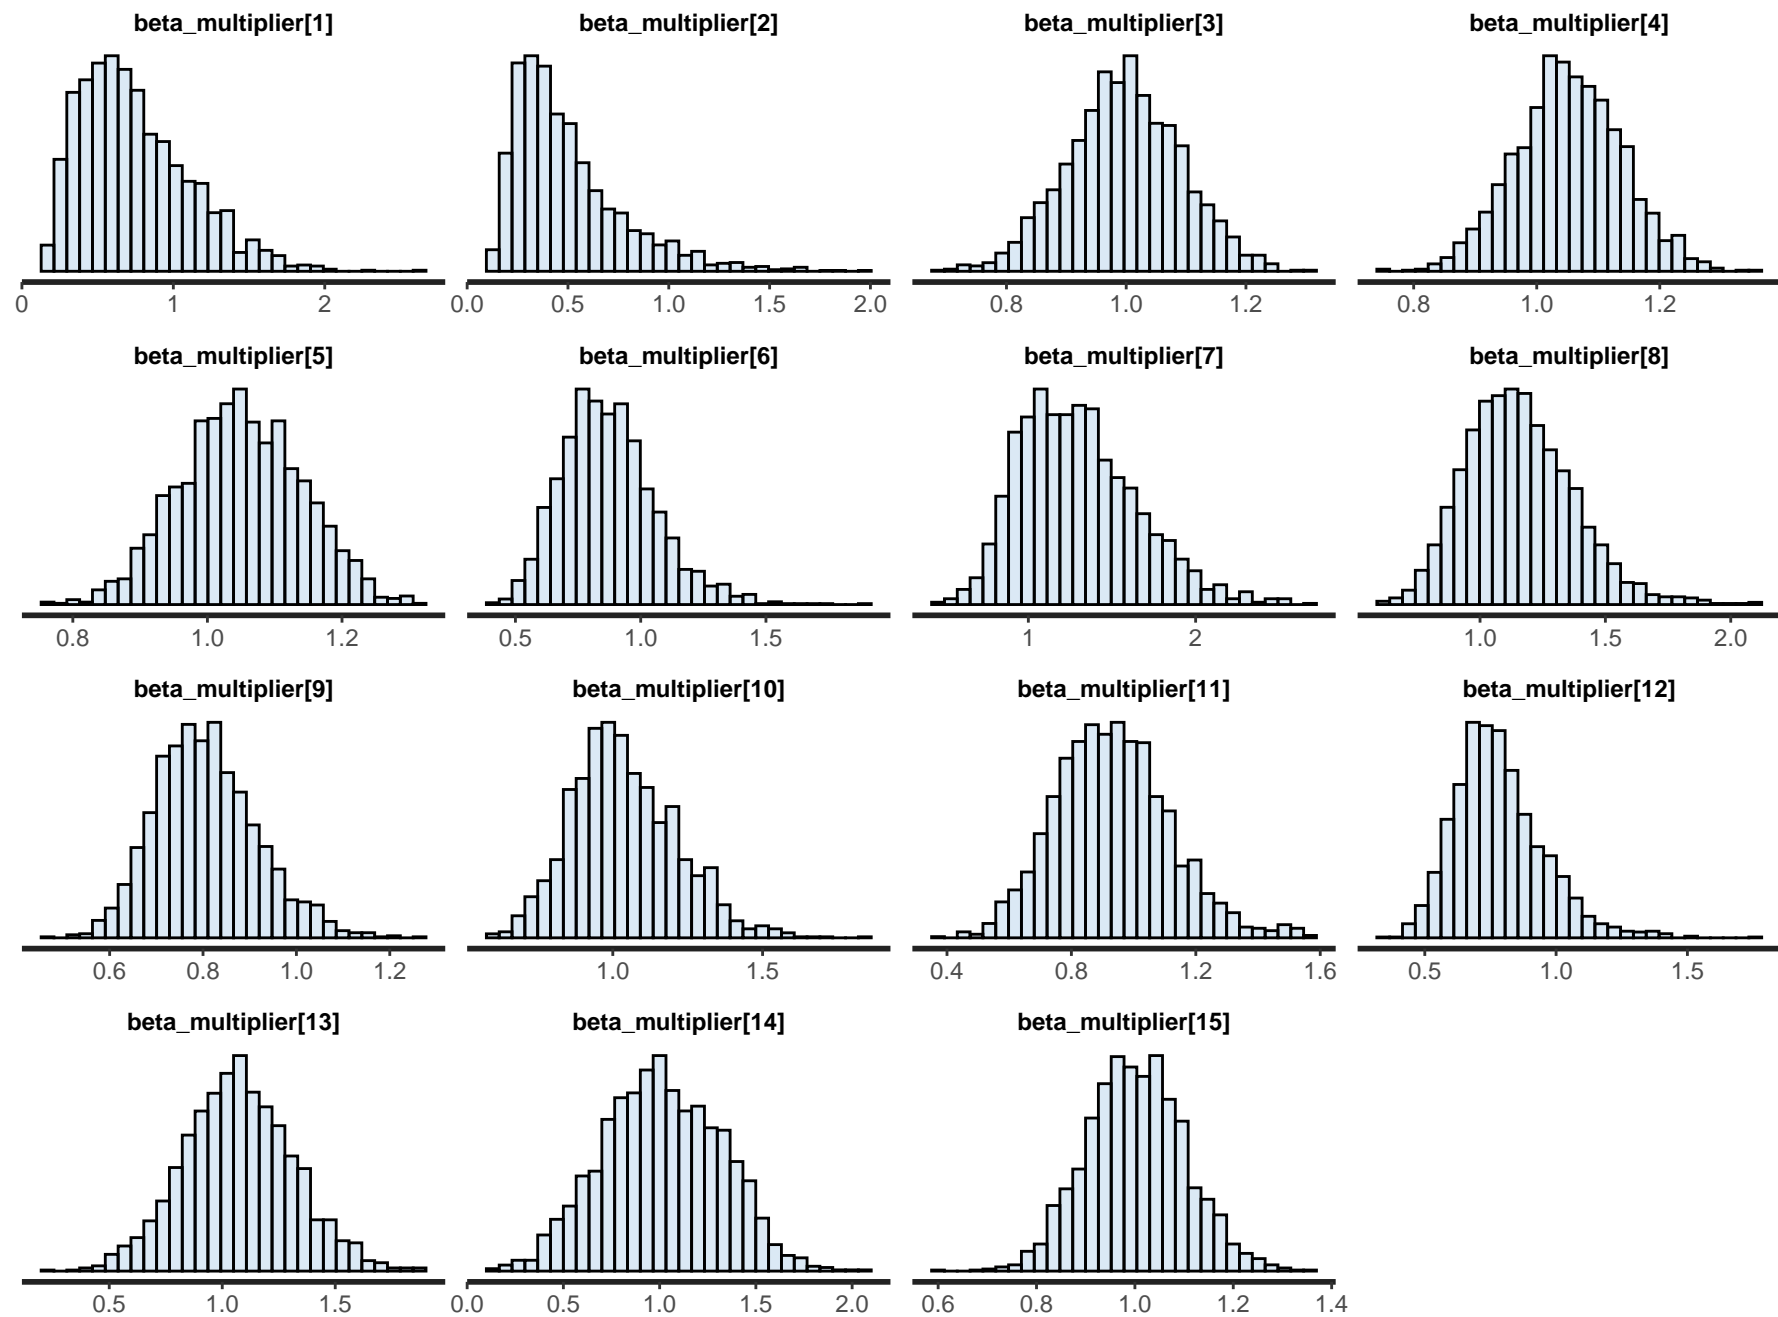 beta_multiplier[1] beta_multiplier[2] beta_multiplier[3] beta_multiplier[4]
0 1 2 0.0 0.5 1.0 1.5 2.0 0.8 1.0 1.2 0.8 1.0 1.2
beta_multiplier[5] beta_multiplier[6] beta_multiplier[7] beta_multiplier[8]
0.8 1.0 1.2 0.5 1.0 1.5 1 2 1.0 1.5 2.0
beta_multiplier[9] beta_multiplier[10] beta_multiplier[11] beta_multiplier[12]
0.6 0.8 1.0 1.2 1.0 1.5 0.4 0.8 1.2 1.6 0.5 1.0 1.5
beta_multiplier[13] beta_multiplier[14] beta_multiplier[15]
0.5 1.0 1.5 0.0 0.5 1.0 1.5 2.0 0.6 0.8 1.0 1.2 1.4